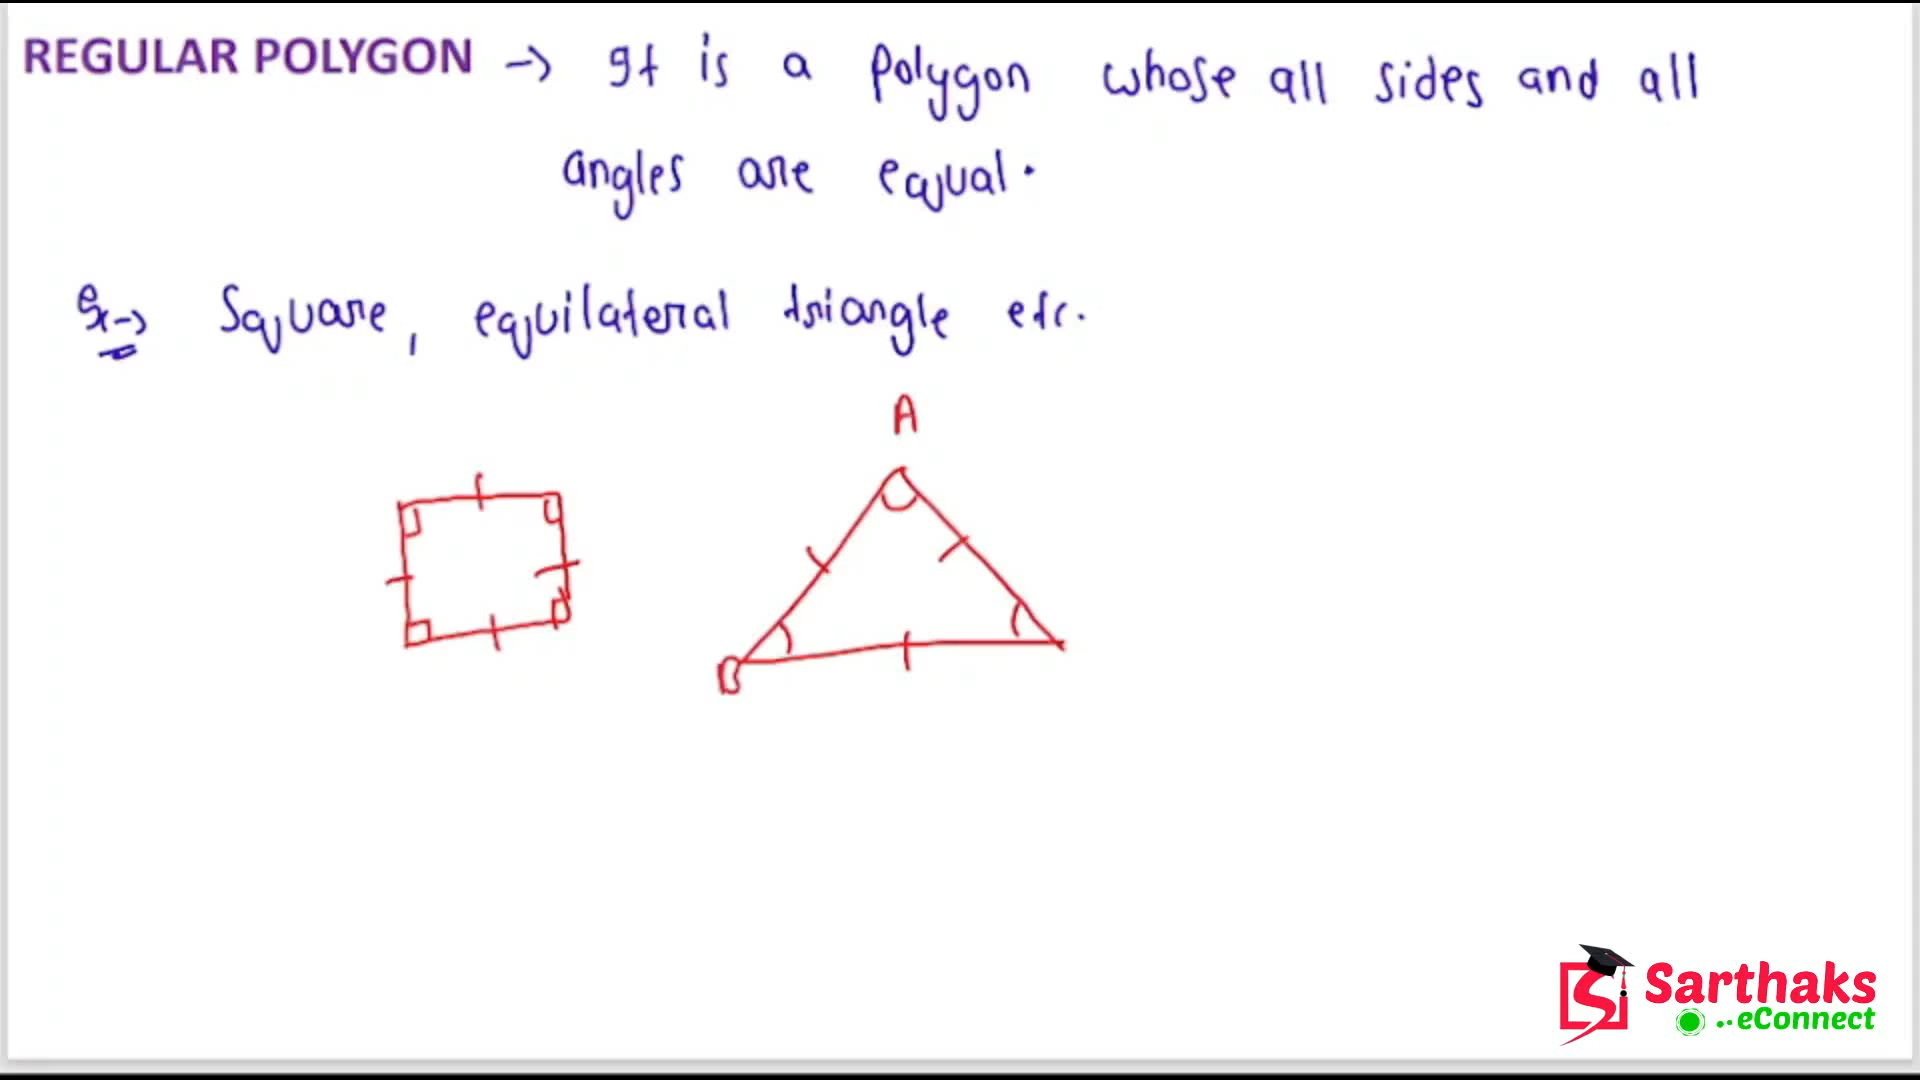 REGULAR POLYGON → It is a polygon whose all sides and all
angles are equal.
Ex→ Square, equilateral triangle etc.
A
B
Sarthaks
eConnect